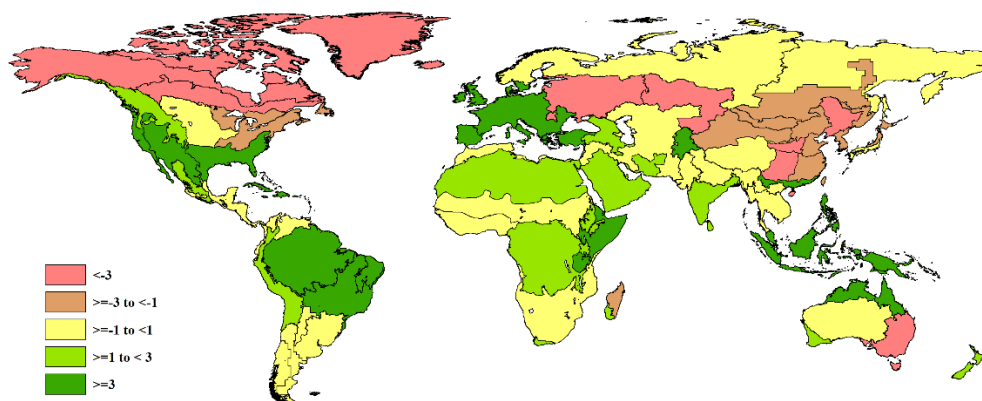 <-3
>=-3 to <-1
>=-1 to <1
>=1 to < 3
>=3